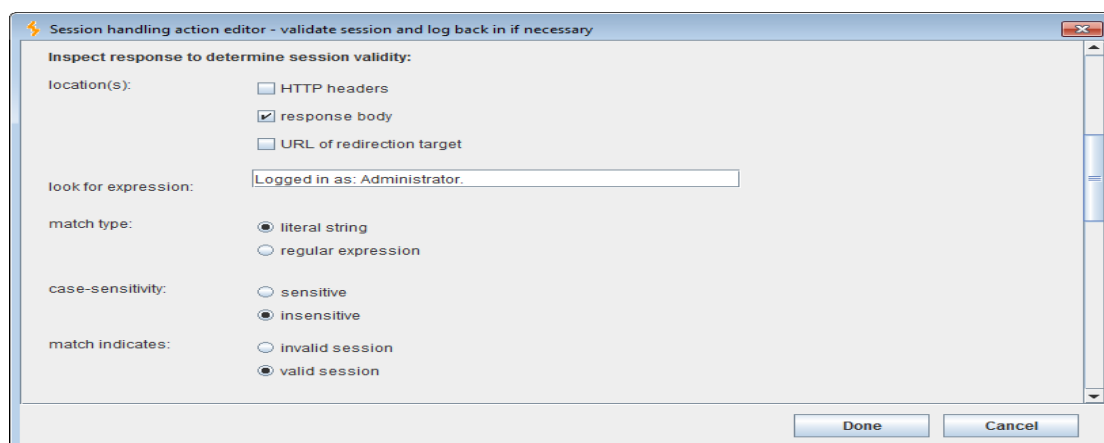 Session handling action editor - validate session and log back in if necessary
Inspect response to determine session validity:
location(s):
HTTP headers
response body
URL of redirection target
look for expression:
Logged in as: Administrator.
match type:
literal string
regular expression
case-sensitivity:
sensitive
insensitive
match indicates:
invalid session
valid session
Done
Cancel